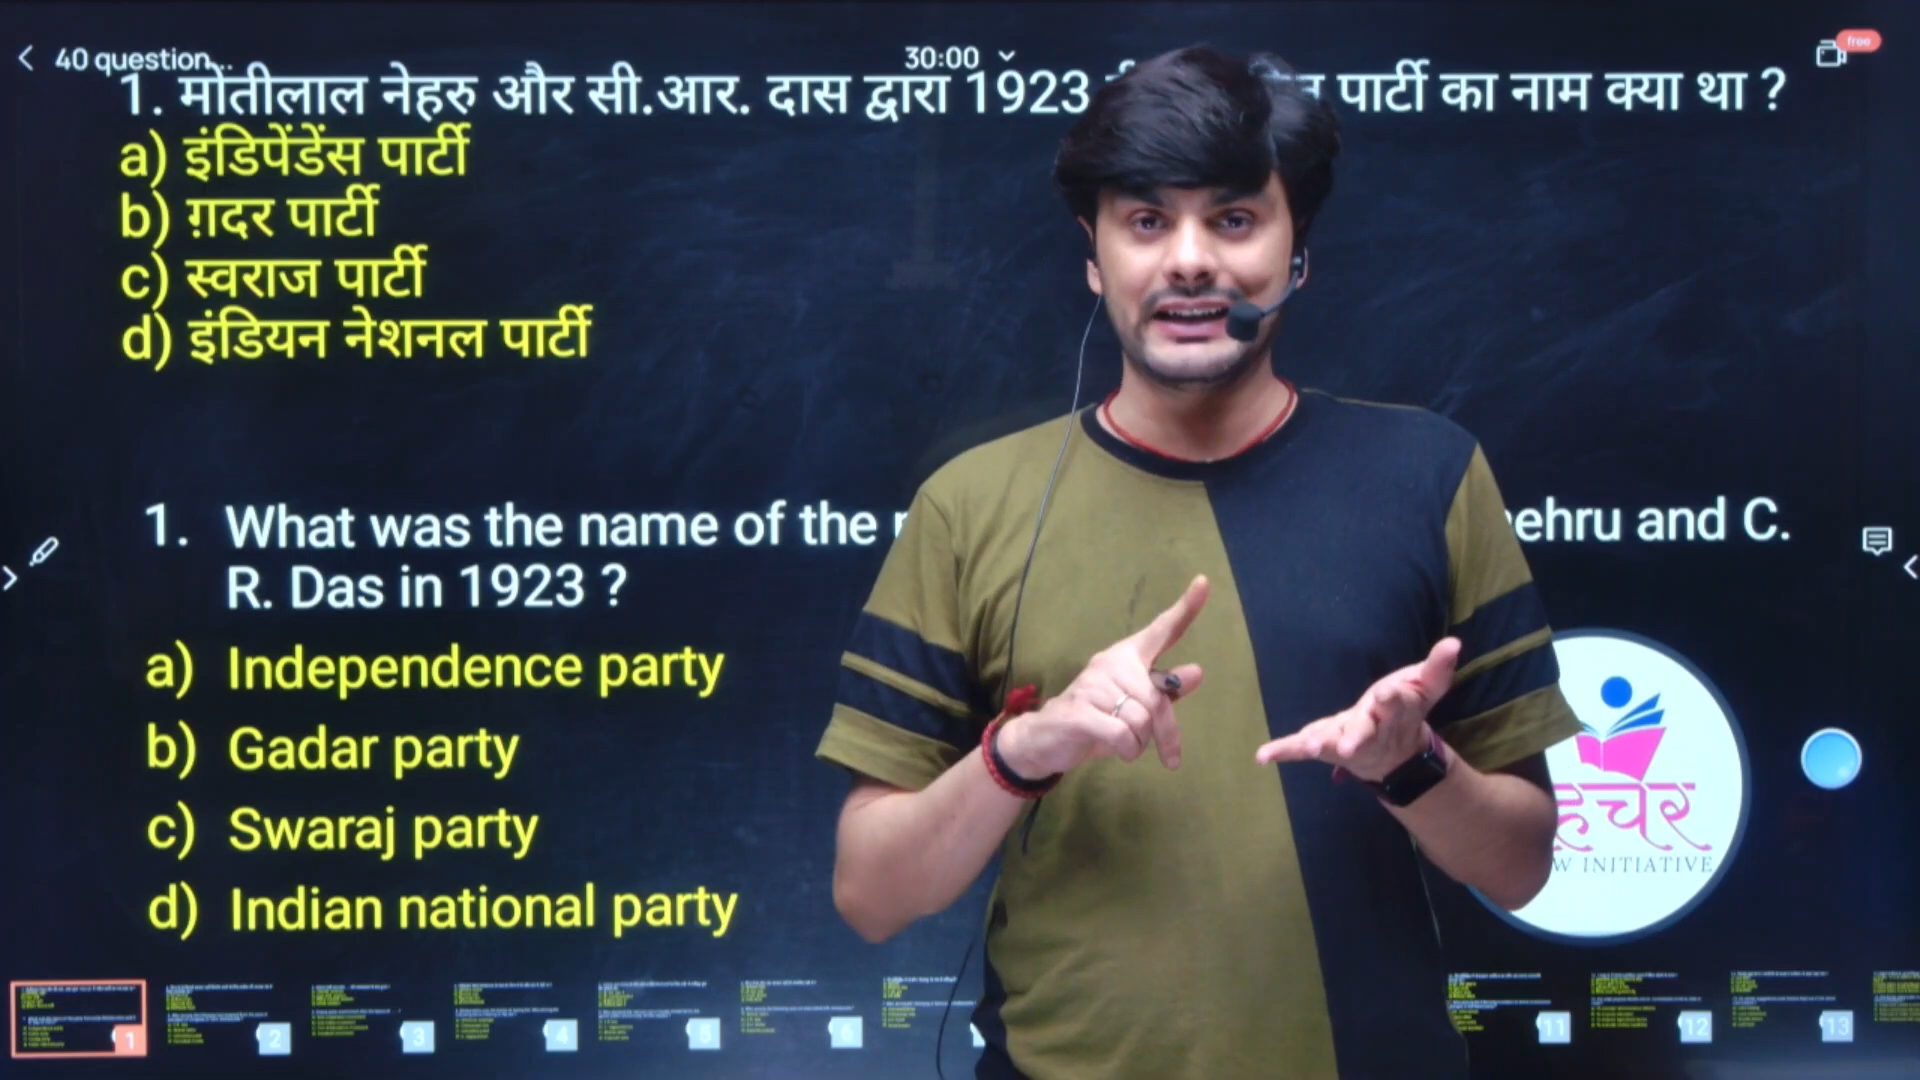 40 question...
30:00
free
1. मोतीलाल नेहरु और सी.आर. दास द्वारा 1923 पार्टी का नाम क्या था ?
a) इंडिपेंडेंस पार्टी
b) ग़दर पार्टी
c) स्वराज पार्टी
d) इंडियन नेशनल पार्टी
1. What was the name of the ehru and C.
R. Das in 1923 ?
a) Independence party
b) Gadar party
c) Swaraj party
d) Indian national party
हचर
W INITIATIVE
1
2
3
4
5
6
11
12
13